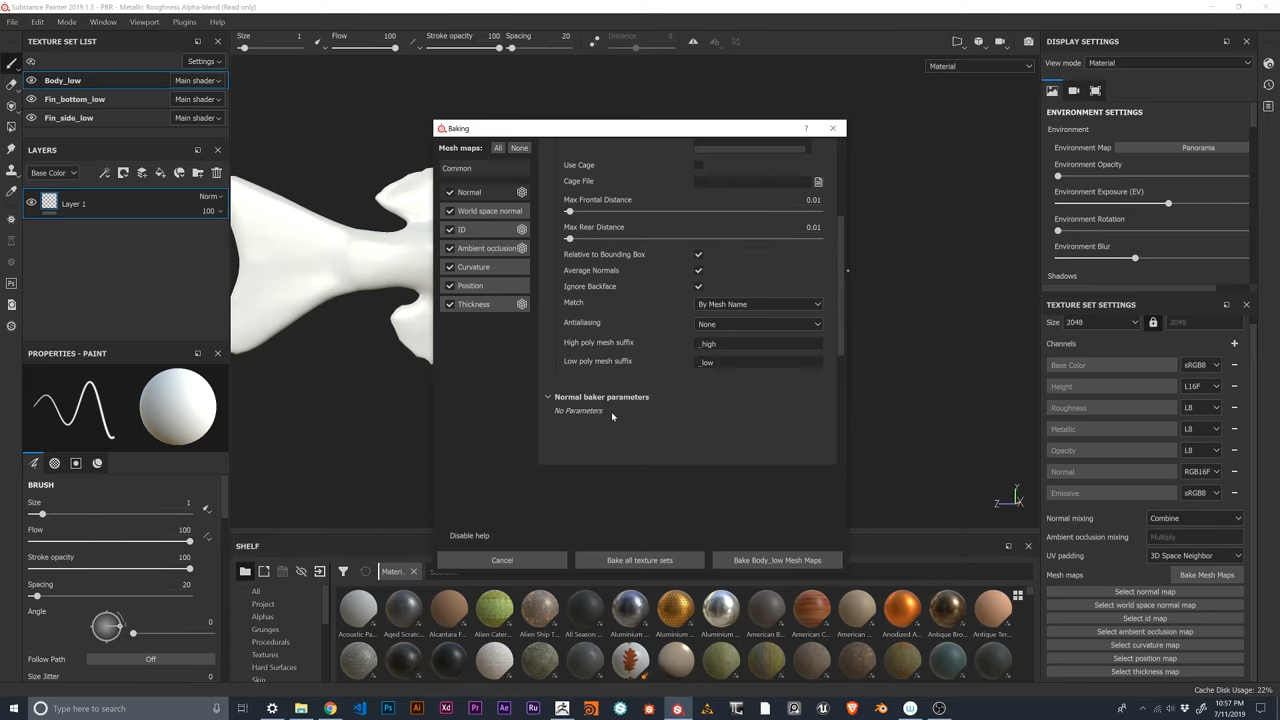 Substance Painter 2019 1.3 - PBR - Metallic Roughness Alpha-blend (Read only)
File Edit Mode Window Viewport Plugins Help
Size 1 Flow 100 Stroke opacity 100 Spacing 20 Distance 8
TEXTURE SET LIST
Settings
Body_low Main shader
Fin_bottom_low Main shader
Fin_side_low Main shader
LAYERS
Base Color
Norm
Layer 1
100
PROPERTIES - PAINT
BRUSH
Size 1
Flow 100
Stroke opacity 100
Spacing 20
Angle 0
Follow Path Off
Size Jitter 0
Material
Baking
?
Mesh maps: All None
Common
Normal
World space normal
ID
Ambient occlusion
Curvature
Position
Thickness
Use Cage
Cage File
Max Frontal Distance 0.01
Max Rear Distance 0.01
Relative to Bounding Box
Average Normals
Ignore Backface
Match By Mesh Name
Antialiasing None
High poly mesh suffix _high
Low poly mesh suffix _low
Normal baker parameters
No Parameters
Disable help
Cancel Bake all texture sets Bake Body_low Mesh Maps
Y
Z X
SHELF
Materi...
Search...
All
Project
Alphas
Grunges
Procedurals
Textures
Hard Surfaces
Skin
Acoustic Pa... Aged Scratc... Alcantara F... Alien Cater... Alien Ship T... All Season ... Aluminium ... Aluminium ... Aluminium ... American B... American C... American ... Anodized A... Antique Bro... Antique Ter...
DISPLAY SETTINGS
View mode Material
ENVIRONMENT SETTINGS
Environment
Environment Map Panorama
Environment Opacity
Environment Exposure (EV)
Environment Rotation
Environment Blur
Shadows
TEXTURE SET SETTINGS
Size 2048 2048
Channels
Base Color sRGB8
Height L16F
Roughness L8
Metallic L8
Opacity L8
Normal RGB16F
Emissive sRGB8
Normal mixing Combine
Ambient occlusion mixing Multiply
UV padding 3D Space Neighbor
Mesh maps Bake Mesh Maps
Select normal map
Select world space normal map
Select id map
Select ambient occlusion map
Select curvature map
Select position map
Select thickness map
Cache Disk Usage: 22%
Type here to search
10:57 PM
7/11/2019